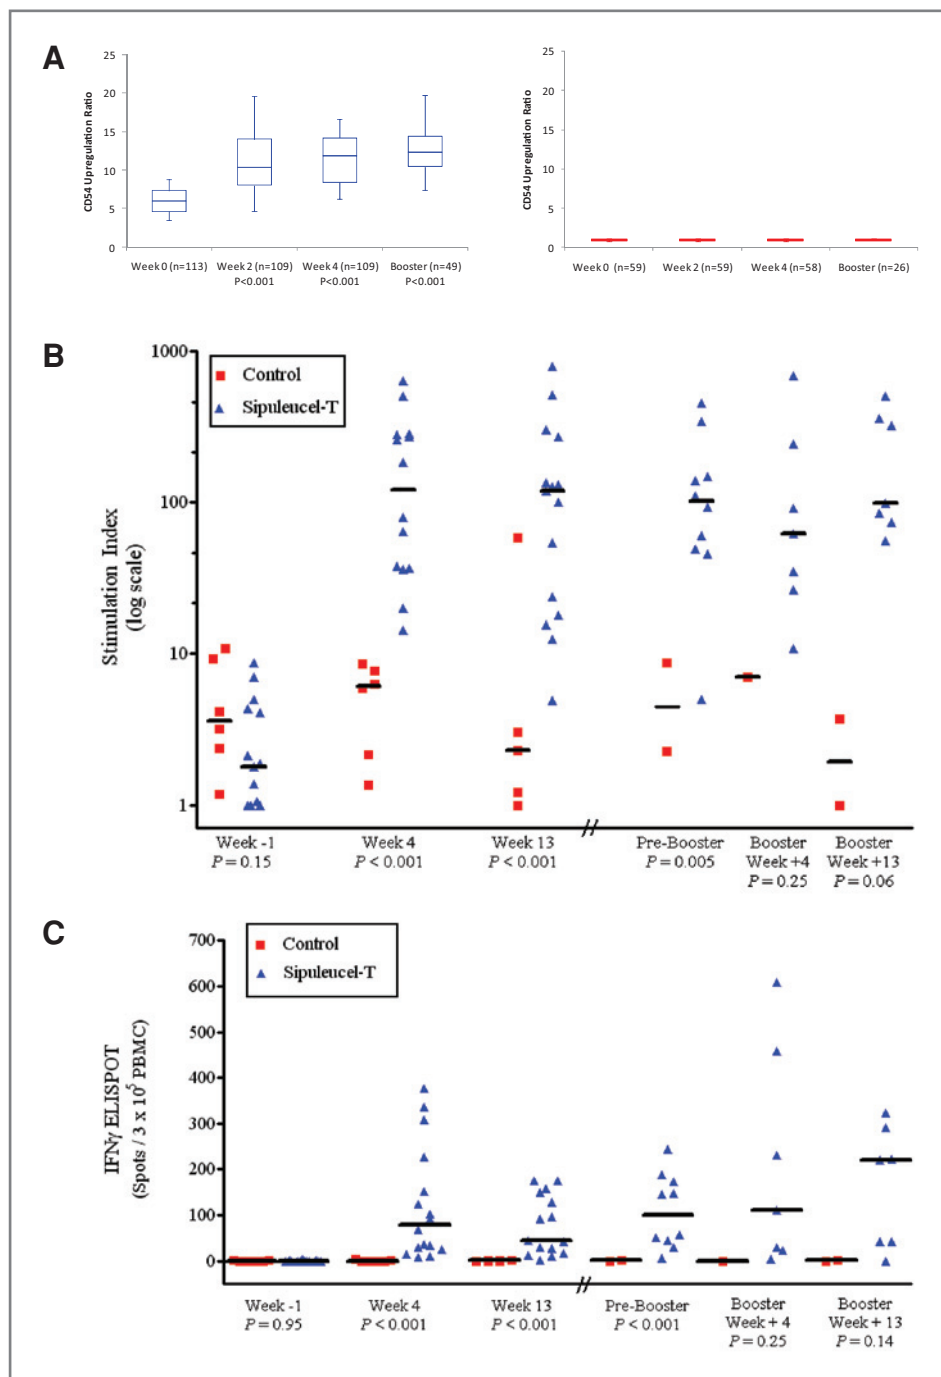 A
25
20
15
10
5
0
CD54 Upregulation Ratio
Week 0 (n=113)
Week 2 (n=109)
Week 4 (n=109)
Booster (n=49)
P<0.001
P<0.001
P<0.001
25
20
15
10
5
0
CD54 Upregulation Ratio
Week 0 (n=59)
Week 2 (n=59)
Week 4 (n=58)
Booster (n=26)
B
1000
100
10
1
Stimulation Index
(log scale)
Control
Sipuleucel-T
Week -1
P = 0.15
Week 4
P < 0.001
Week 13
P < 0.001
Pre-Booster
P = 0.005
Booster
Week +4
P = 0.25
Booster
Week +13
P = 0.06
C
700
600
500
400
300
200
100
0
IFNγ ELISPOT
(Spots / 3 x 10⁵ PBMC)
Control
Sipuleucel-T
Week -1
P = 0.95
Week 4
P < 0.001
Week 13
P < 0.001
Pre-Booster
P < 0.001
Booster
Week + 4
P = 0.25
Booster
Week + 13
P = 0.14